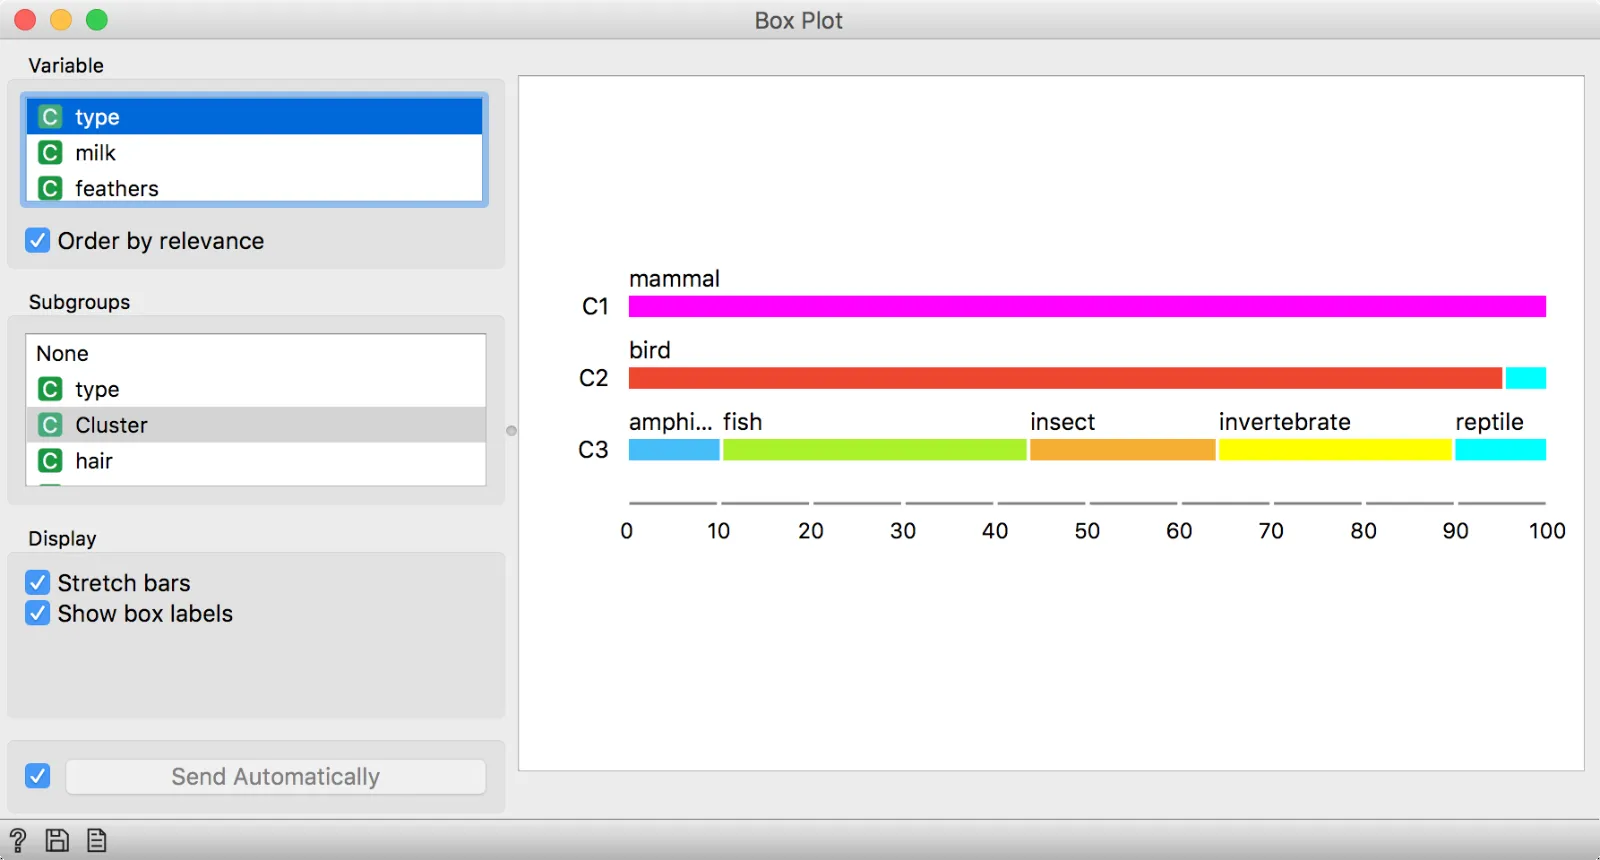 Box Plot
Variable
C type
C milk
C feathers
Order by relevance
Subgroups
None
C type
C Cluster
C hair
Display
Stretch bars
Show box labels
Send Automatically
mammal
C1
bird
C2
amphi... fish insect invertebrate reptile
C3
0 10 20 30 40 50 60 70 80 90 100
?